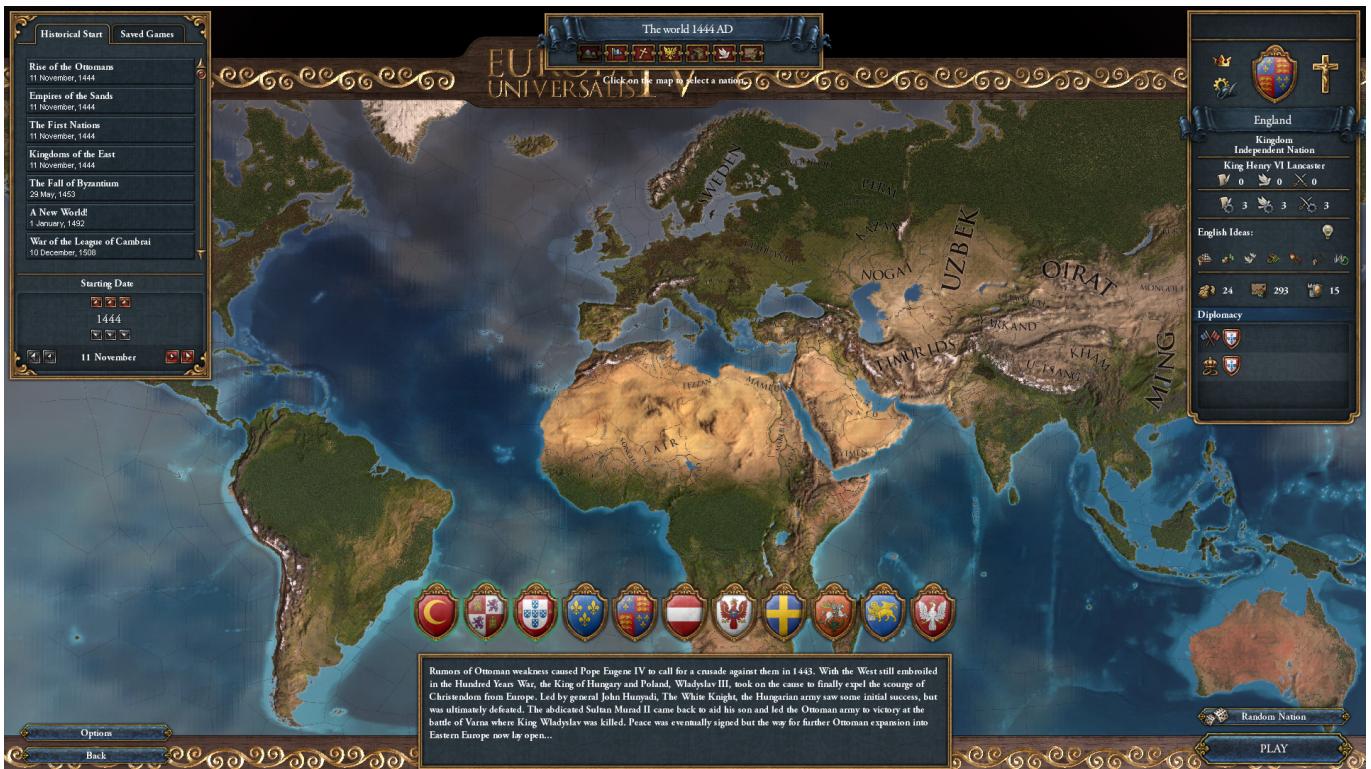 Historical Start
Saved Games
Rise of the Ottomans
11 November, 1444
Empires of the Sands
11 November, 1444
The First Nations
11 November, 1444
Kingdoms of the East
11 November, 1444
The Fall of Byzantium
29 May, 1453
A New World!
1 January, 1492
War of the League of Cambrai
10 December, 1508
Starting Date
1444
11 November
The world 1444 AD
Click on the map to select a nation.
UNIVERSALIS IV
England
Kingdom
Independent Nation
King Henry VI Lancaster
0 0 0
3 3 3
English Ideas:
24 293 15
Diplomacy
SWEDEN
PERM
KAZAN
NOGAI
UZBEK
OIRAT
YARKAND
TIMURIDS
KHAM
U-TSANG
MING
FEZZAN
AIR
NAJD
YEMEN
Rumors of Ottoman weakness caused Pope Eugene IV to call for a crusade against them in 1443. With the West still embroiled
in the Hundred Years War, the King of Hungary and Poland, Wladyslav III, took on the cause to finally expel the scourge of
Christendom from Europe. Led by general John Hunyadi, The White Knight, the Hungarian army saw some initial success, but
was ultimately defeated. The abdicated Sultan Murad II came back to aid his son and led the Ottoman army to victory at the
battle of Varna where King Wladyslav was killed. Peace was eventually signed but the way for further Ottoman expansion into
Eastern Europe now lay open...
Options
Back
Random Nation
PLAY